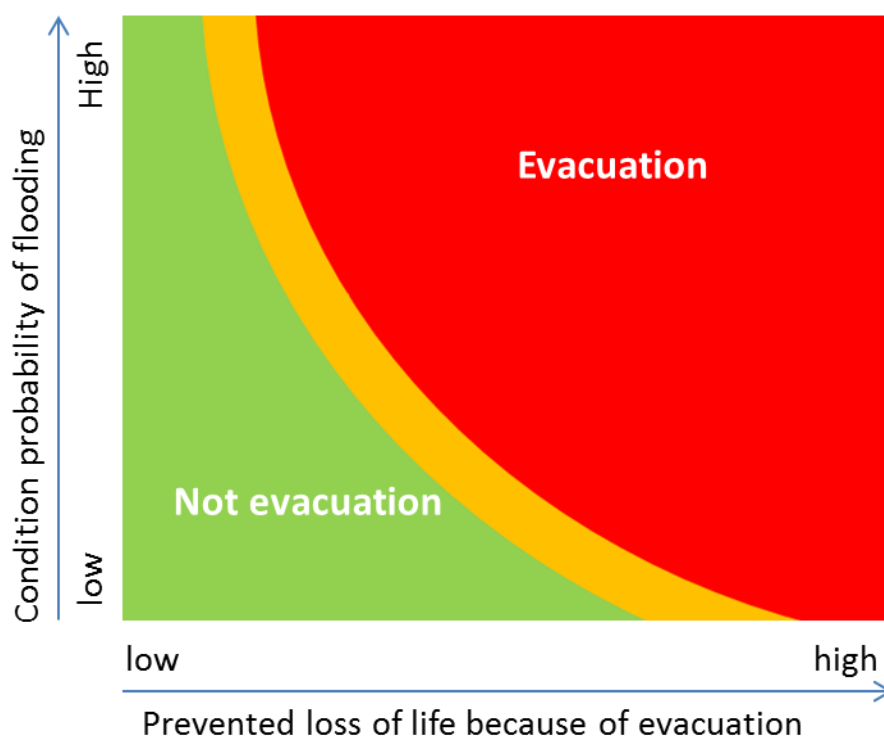 Condition probability of flooding
High
low
Evacuation
Not evacuation
low
high
Prevented loss of life because of evacuation